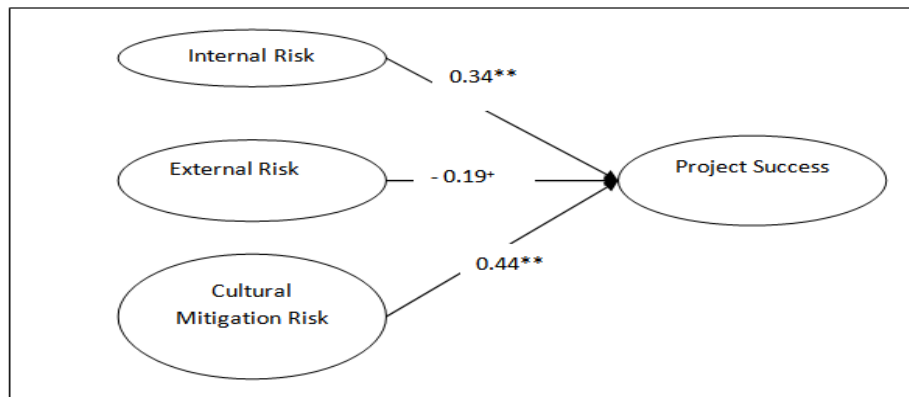 Internal Risk
0.34**
External Risk
- 0.19+
Project Success
Cultural
Mitigation Risk
0.44**